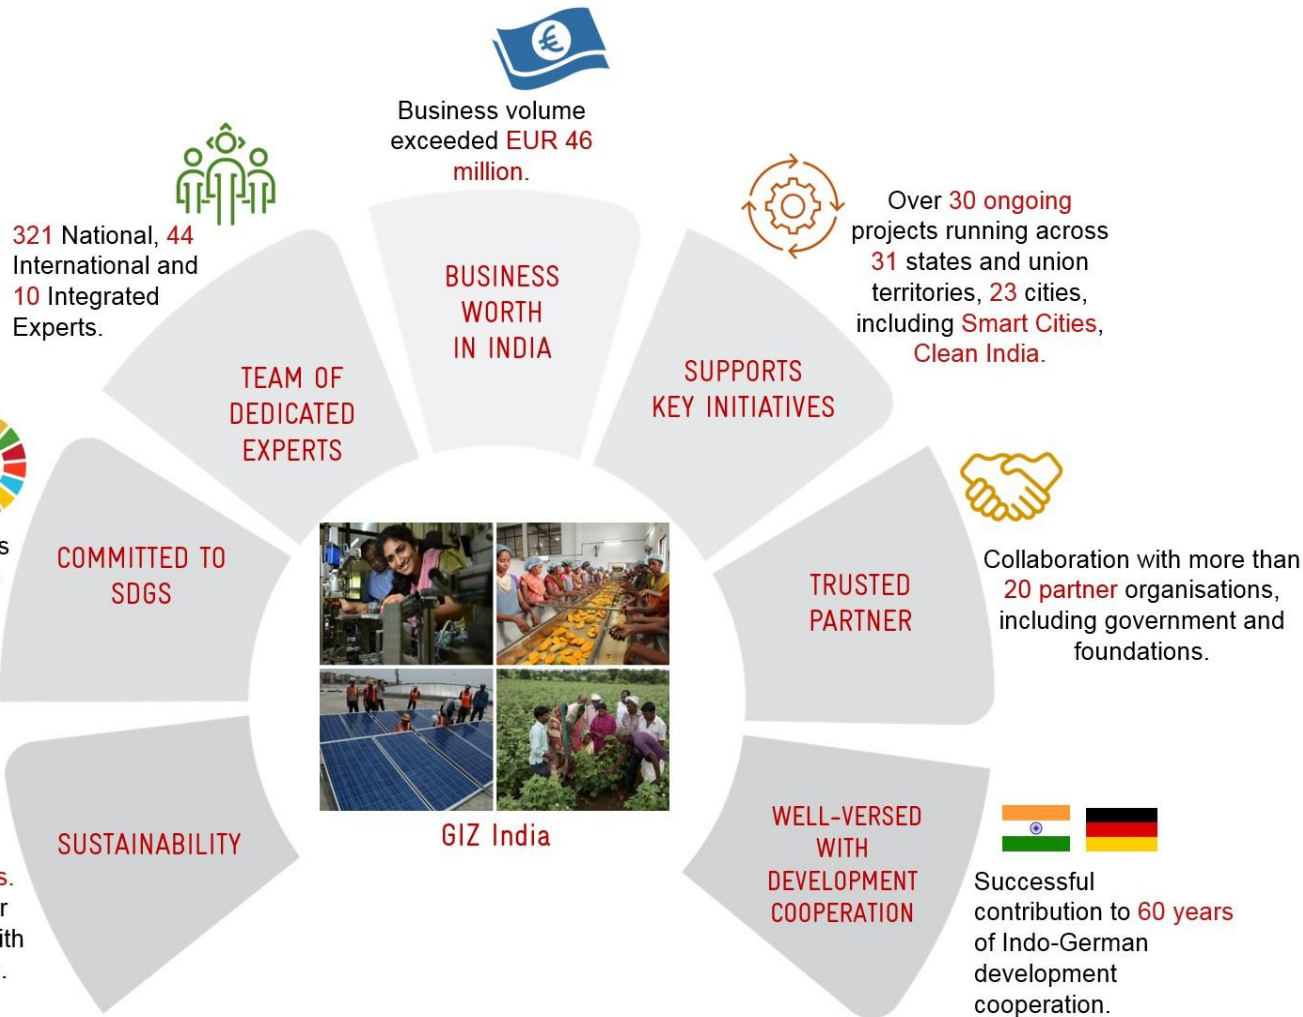 Business volume
exceeded EUR 46
million.
321 National, 44
International and
10 Integrated
Experts.
Over 30 ongoing
projects running across
31 states and union
territories, 23 cities,
including Smart Cities,
Clean India.
BUSINESS
WORTH
IN INDIA
TEAM OF
DEDICATED
EXPERTS
SUPPORTS
KEY INITIATIVES
COMMITTED TO
SDGS
TRUSTED
PARTNER
Collaboration with more than
20 partner organisations,
including government and
foundations.
SUSTAINABILITY
GIZ India
WELL-VERSED
WITH
DEVELOPMENT
COOPERATION
Successful
contribution to 60 years
of Indo-German
development
cooperation.